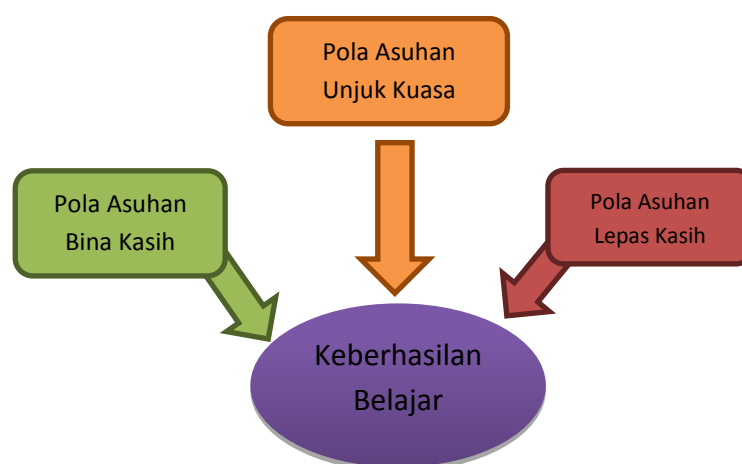 Pola Asuhan
Unjuk Kuasa
Pola Asuhan
Bina Kasih
Pola Asuhan
Lepas Kasih
Keberhasilan
Belajar